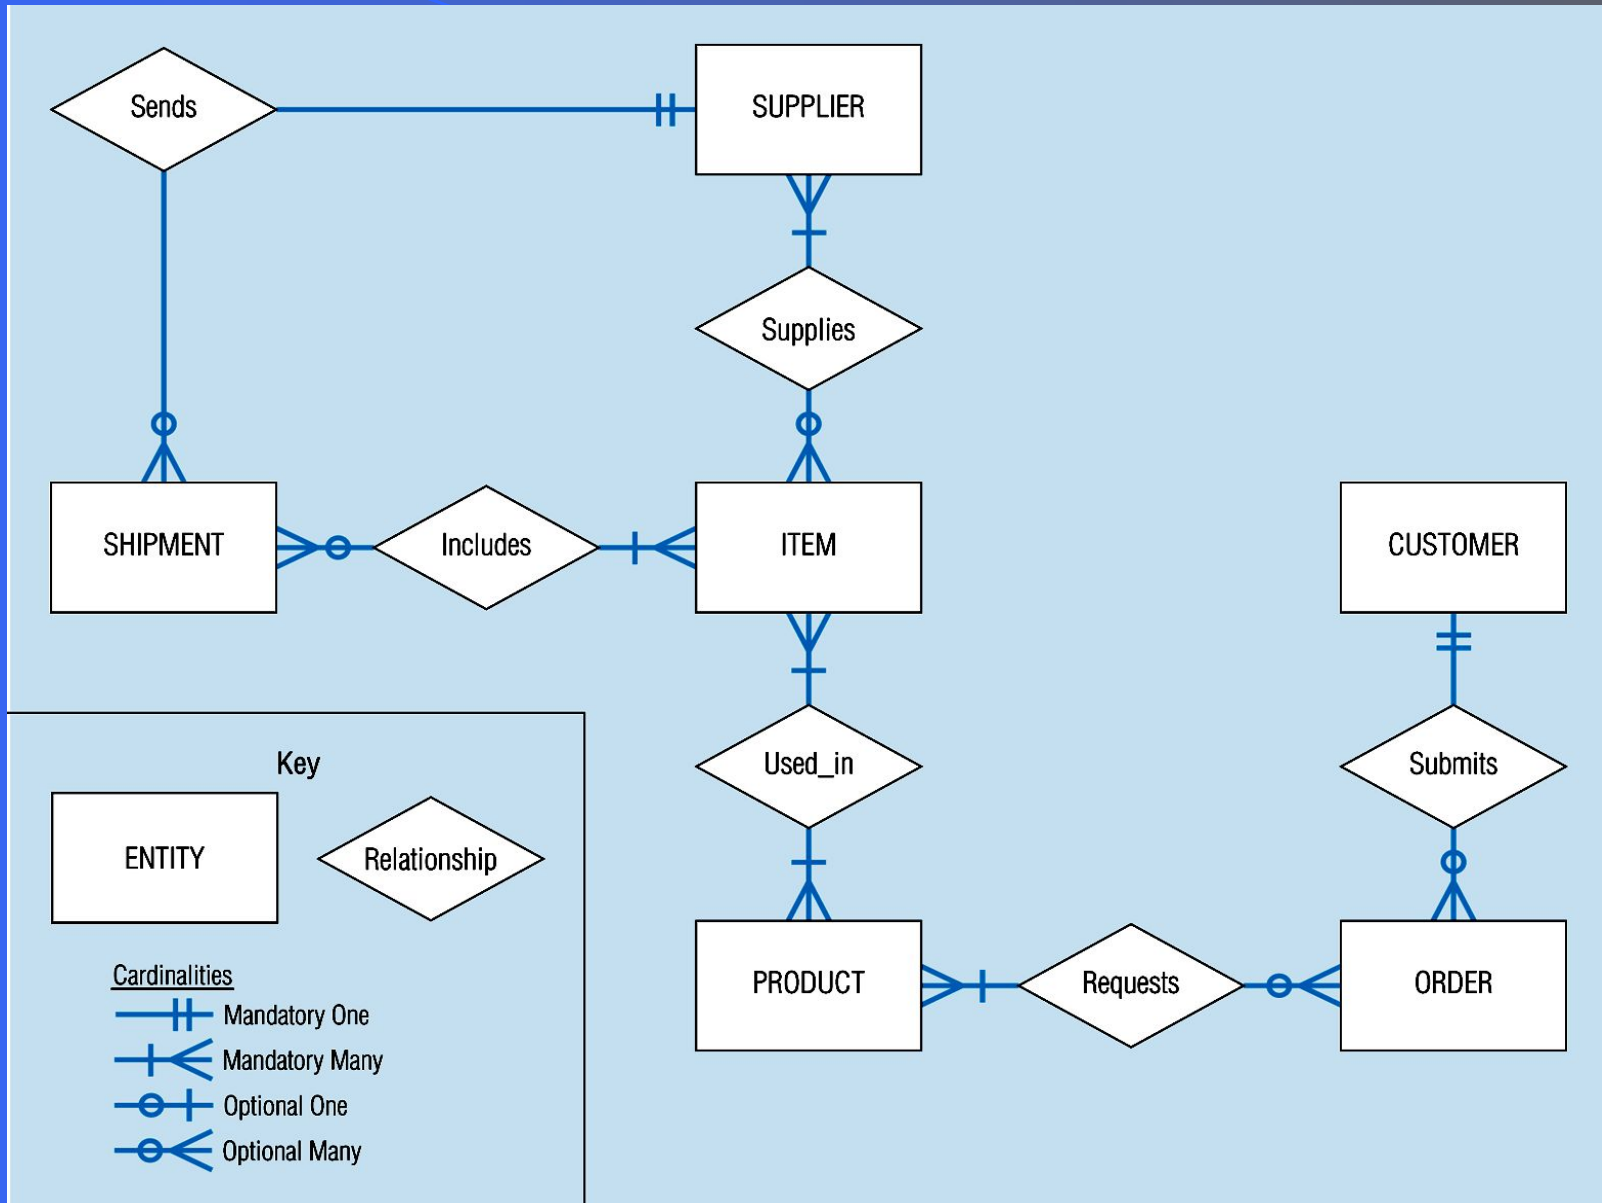 Sends
SUPPLIER
Supplies
SHIPMENT
Includes
ITEM
CUSTOMER
Used_in
Submits
PRODUCT
Requests
ORDER
Key
ENTITY
Relationship
Cardinalities
Mandatory One
Mandatory Many
Optional One
Optional Many